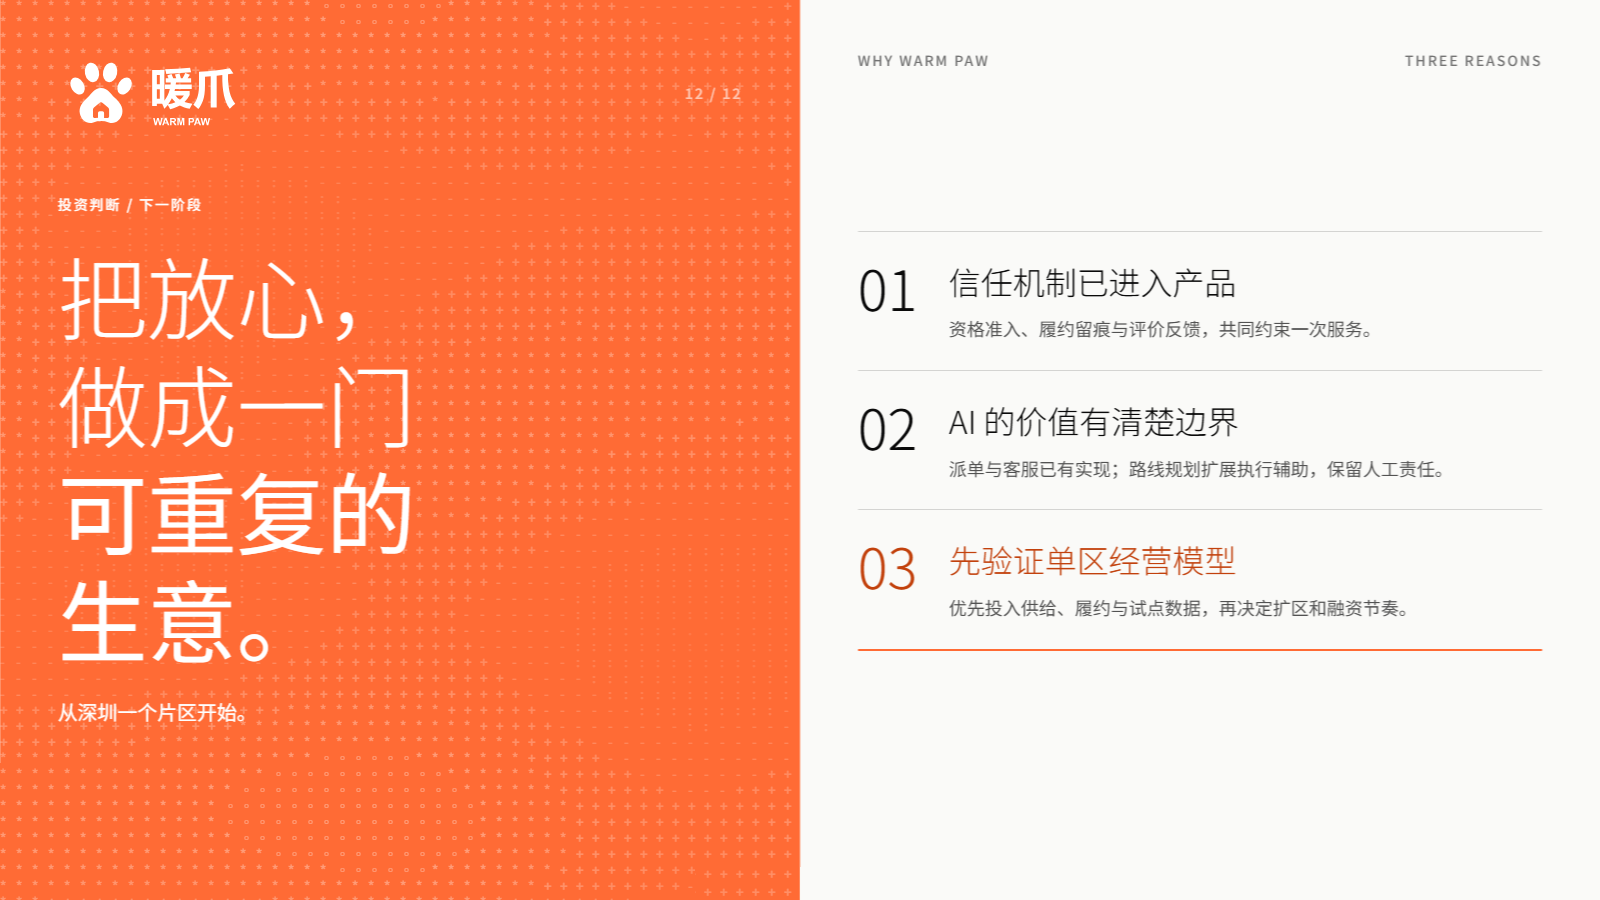 暖爪
WARM PAW
12 / 12
投资判断 / 下一阶段
把放心，
做成一门
可重复的
生意。
从深圳一个片区开始。
WHY WARM PAW
THREE REASONS
01
信任机制已进入产品
资格准入、履约留痕与评价反馈，共同约束一次服务。
02
AI 的价值有清楚边界
派单与客服已有实现；路线规划扩展执行辅助，保留人工责任。
03
先验证单区经营模型
优先投入供给、履约与试点数据，再决定扩区和融资节奏。